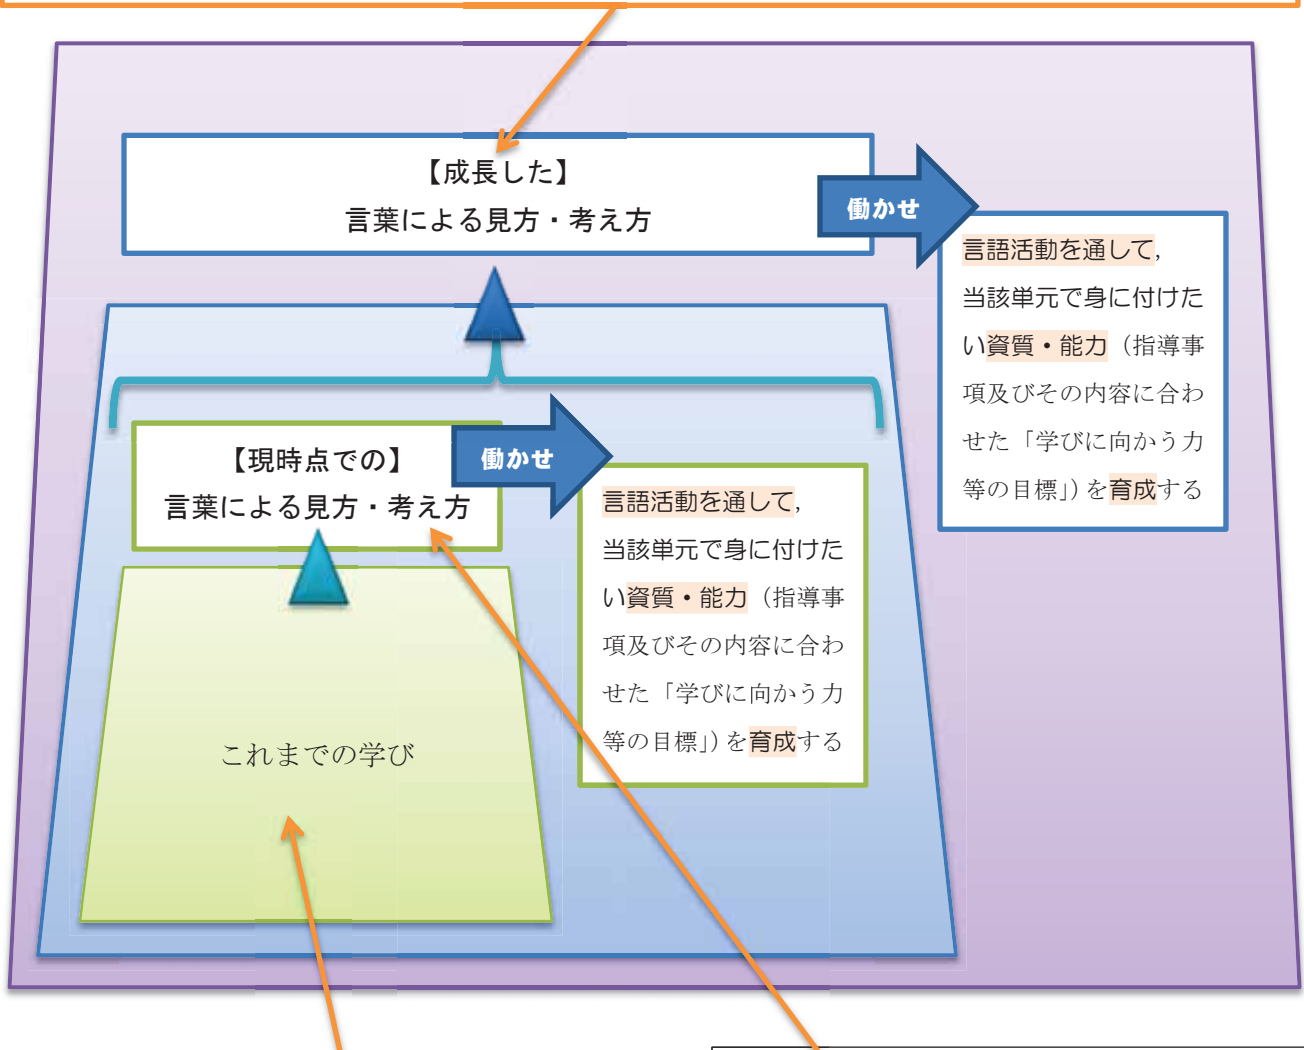 【成長した】
言葉による見方・考え方
働かせ
言語活動を通して，
当該単元で身に付けた
い資質・能力（指導事
項及びその内容に合わ
せた「学びに向かう力
等の目標」）を育成する
【現時点での】
言葉による見方・考え方
働かせ
言語活動を通して，
当該単元で身に付けた
い資質・能力（指導事
項及びその内容に合わ
せた「学びに向かう力
等の目標」）を育成する
これまでの学び